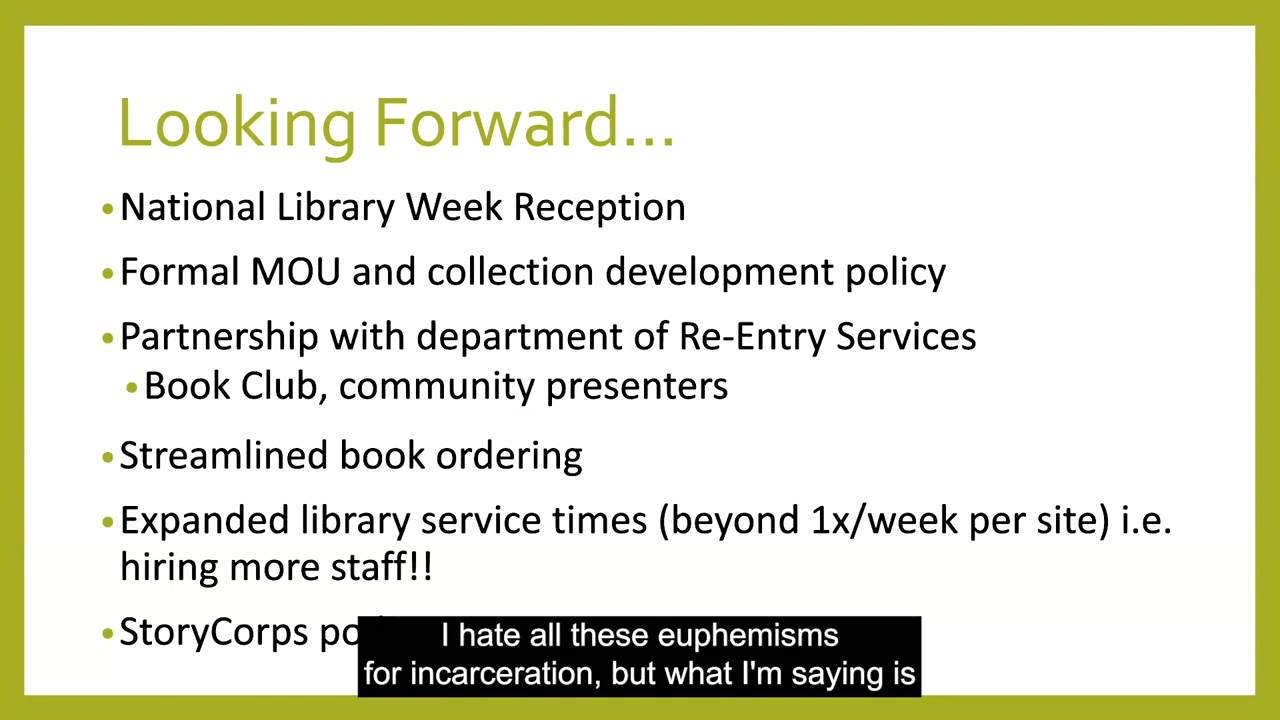 Looking Forward...
•National Library Week Reception
•Formal MOU and collection development policy
•Partnership with department of Re-Entry Services
•Book Club, community presenters
•Streamlined book ordering
•Expanded library service times (beyond 1x/week per site) i.e.
hiring more staff!!
•StoryCorps
I hate all these euphemisms
for incarceration, but what I'm saying is